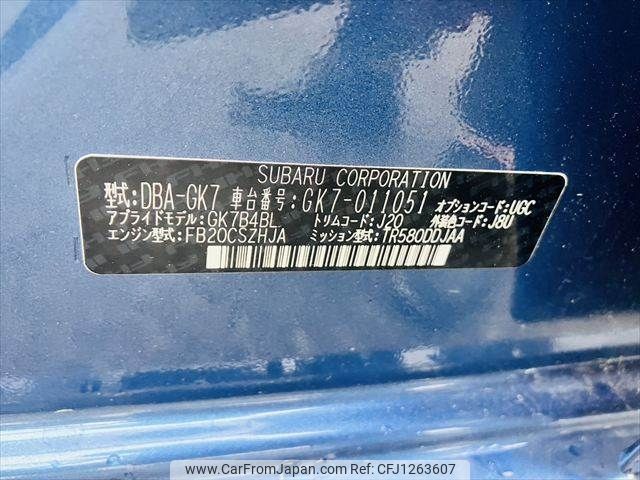 SUBARU CORPORATION
型式:DBA-GK7 車台番号:GK7-011051 オプションコード:UGC
アプライドモデル:GK7B4BL トリムコード:J20 外装色コード:J8U
エンジン型式:FB20CSZHJA ミッション型式:TR580DDJAA
www.CarFromJapan.com Photo No. CFJ1263607